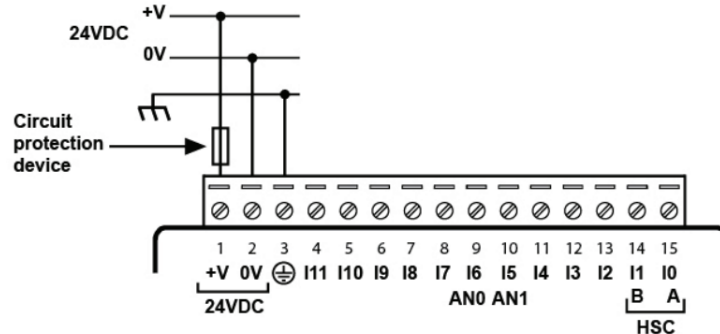 +V
24VDC
0V
Circuit
protection
device
1 2 3 4 5 6 7 8 9 10 11 12 13 14 15
+V 0V I11 I10 I9 I8 I7 I6 I5 I4 I3 I2 I1 I0
24VDC AN0 AN1 B A
HSC